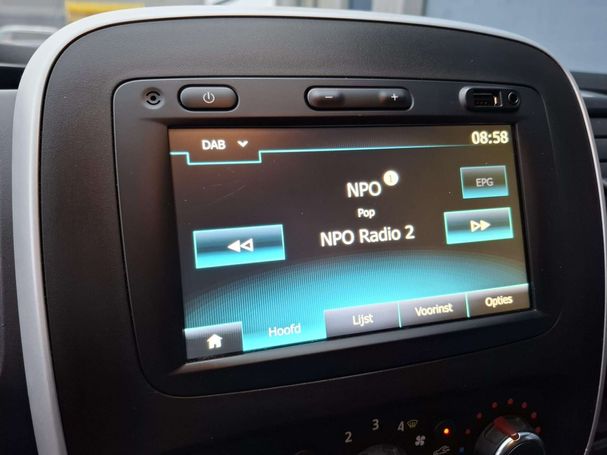 DAB
08:58
NPO
EPG
Pop
NPO Radio 2
Hoofd
Lijst
Voorinst
Opties
2 3 4